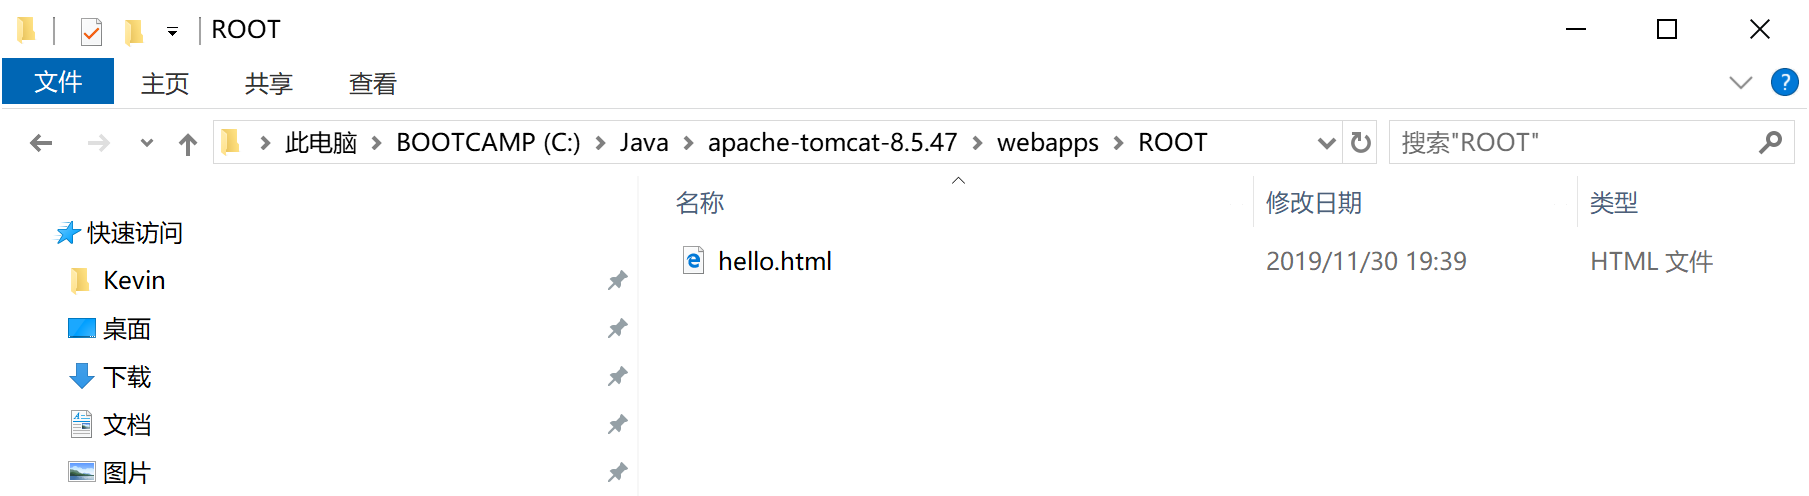 ROOT
文件 主页 共享 查看
此电脑 BOOTCAMP (C:) Java apache-tomcat-8.5.47 webapps ROOT 搜索"ROOT"
名称 修改日期 类型
快速访问
hello.html 2019/11/30 19:39 HTML 文件
Kevin
桌面
下载
文档
图片